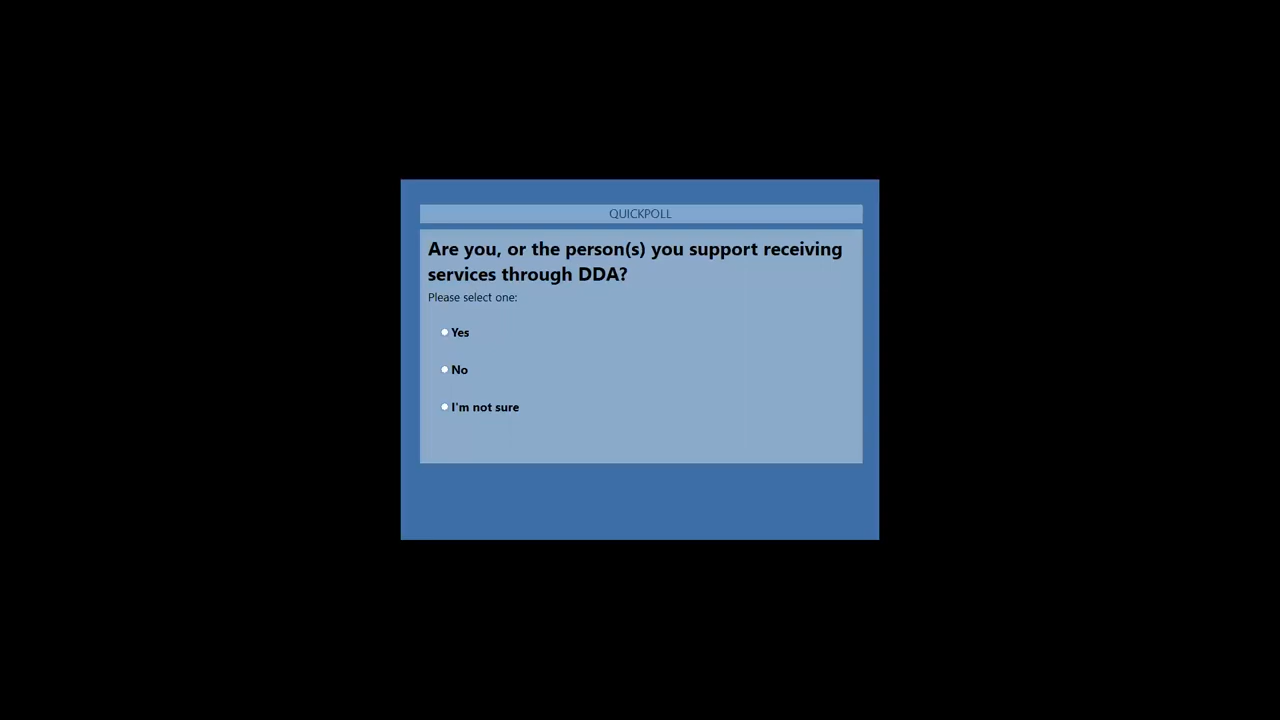 QUICKPOLL
Are you, or the person(s) you support receiving
services through DDA?
Please select one:
Yes
No
I'm not sure